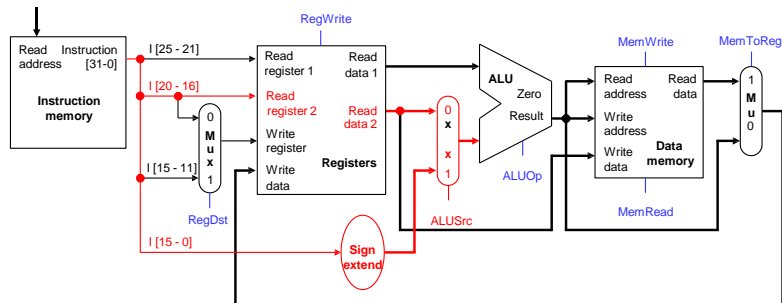 RegWrite
Read Instruction
address [31-0]
Instruction
memory
I [25 - 21]
I [20 - 16]
I [15 - 11]
I [15 - 0]
0
M
u
x
1
RegDst
Read
register 1
Read
data 1
Read
register 2
Read
data 2
Write
register
Write
data
Registers
Sign
extend
0
x
x
1
ALUSrc
ALU
Zero
Result
ALUOp
MemWrite
Read
address
Read
data
Write
address
Write
data
Data
memory
MemRead
MemToReg
1
M
u
0